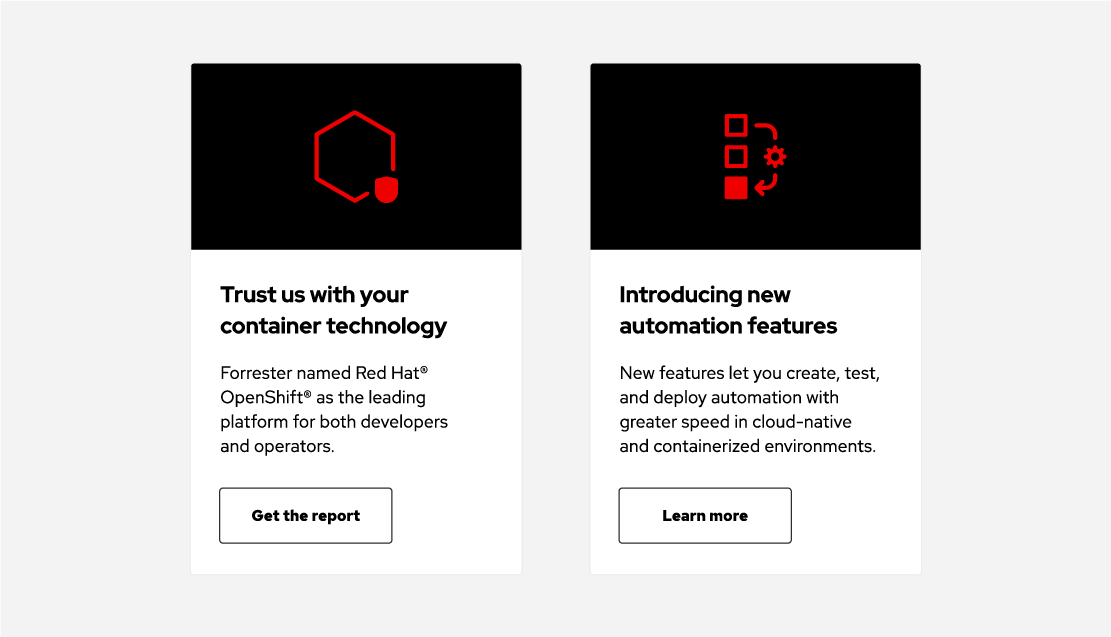 Trust us with your
container technology
Forrester named Red Hat®
OpenShift® as the leading
platform for both developers
and operators.
Get the report
Introducing new
automation features
New features let you create, test,
and deploy automation with
greater speed in cloud-native
and containerized environments.
Learn more